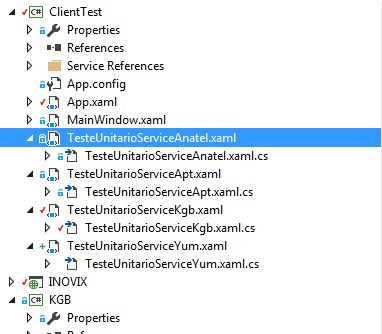 ClientTest
Properties
References
Service References
App.config
App.xaml
MainWindow.xaml
TesteUnitarioServiceAnatel.xaml
TesteUnitarioServiceAnatel.xaml.cs
TesteUnitarioServiceApt.xaml
TesteUnitarioServiceApt.xaml.cs
TesteUnitarioServiceKgb.xaml
TesteUnitarioServiceKgb.xaml.cs
TesteUnitarioServiceYum.xaml
TesteUnitarioServiceYum.xaml.cs
INOVIX
C# KGB
Properties